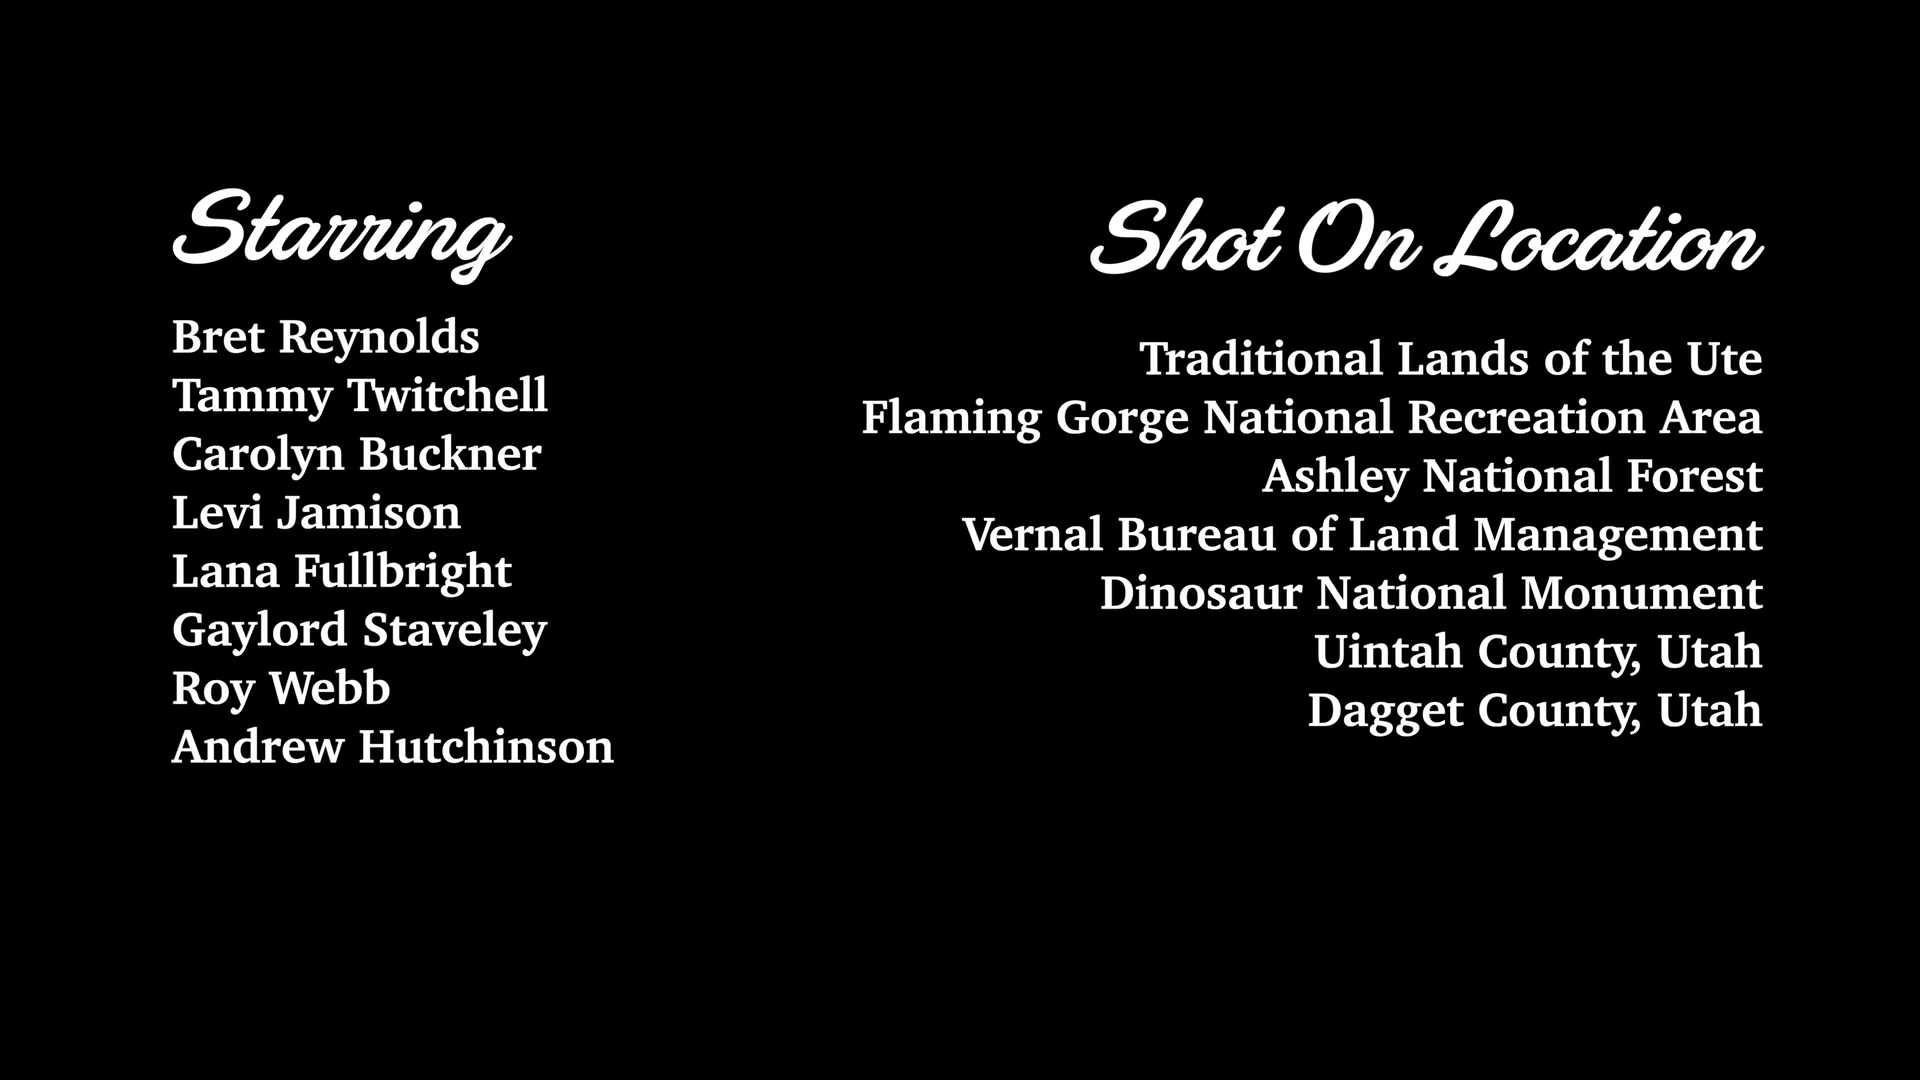 Starring
Bret Reynolds
Tammy Twitchell
Carolyn Buckner
Levi Jamison
Lana Fullbright
Gaylord Staveley
Roy Webb
Andrew Hutchinson
Shot On Location
Traditional Lands of the Ute
Flaming Gorge National Recreation Area
Ashley National Forest
Vernal Bureau of Land Management
Dinosaur National Monument
Uintah County, Utah
Dagget County, Utah